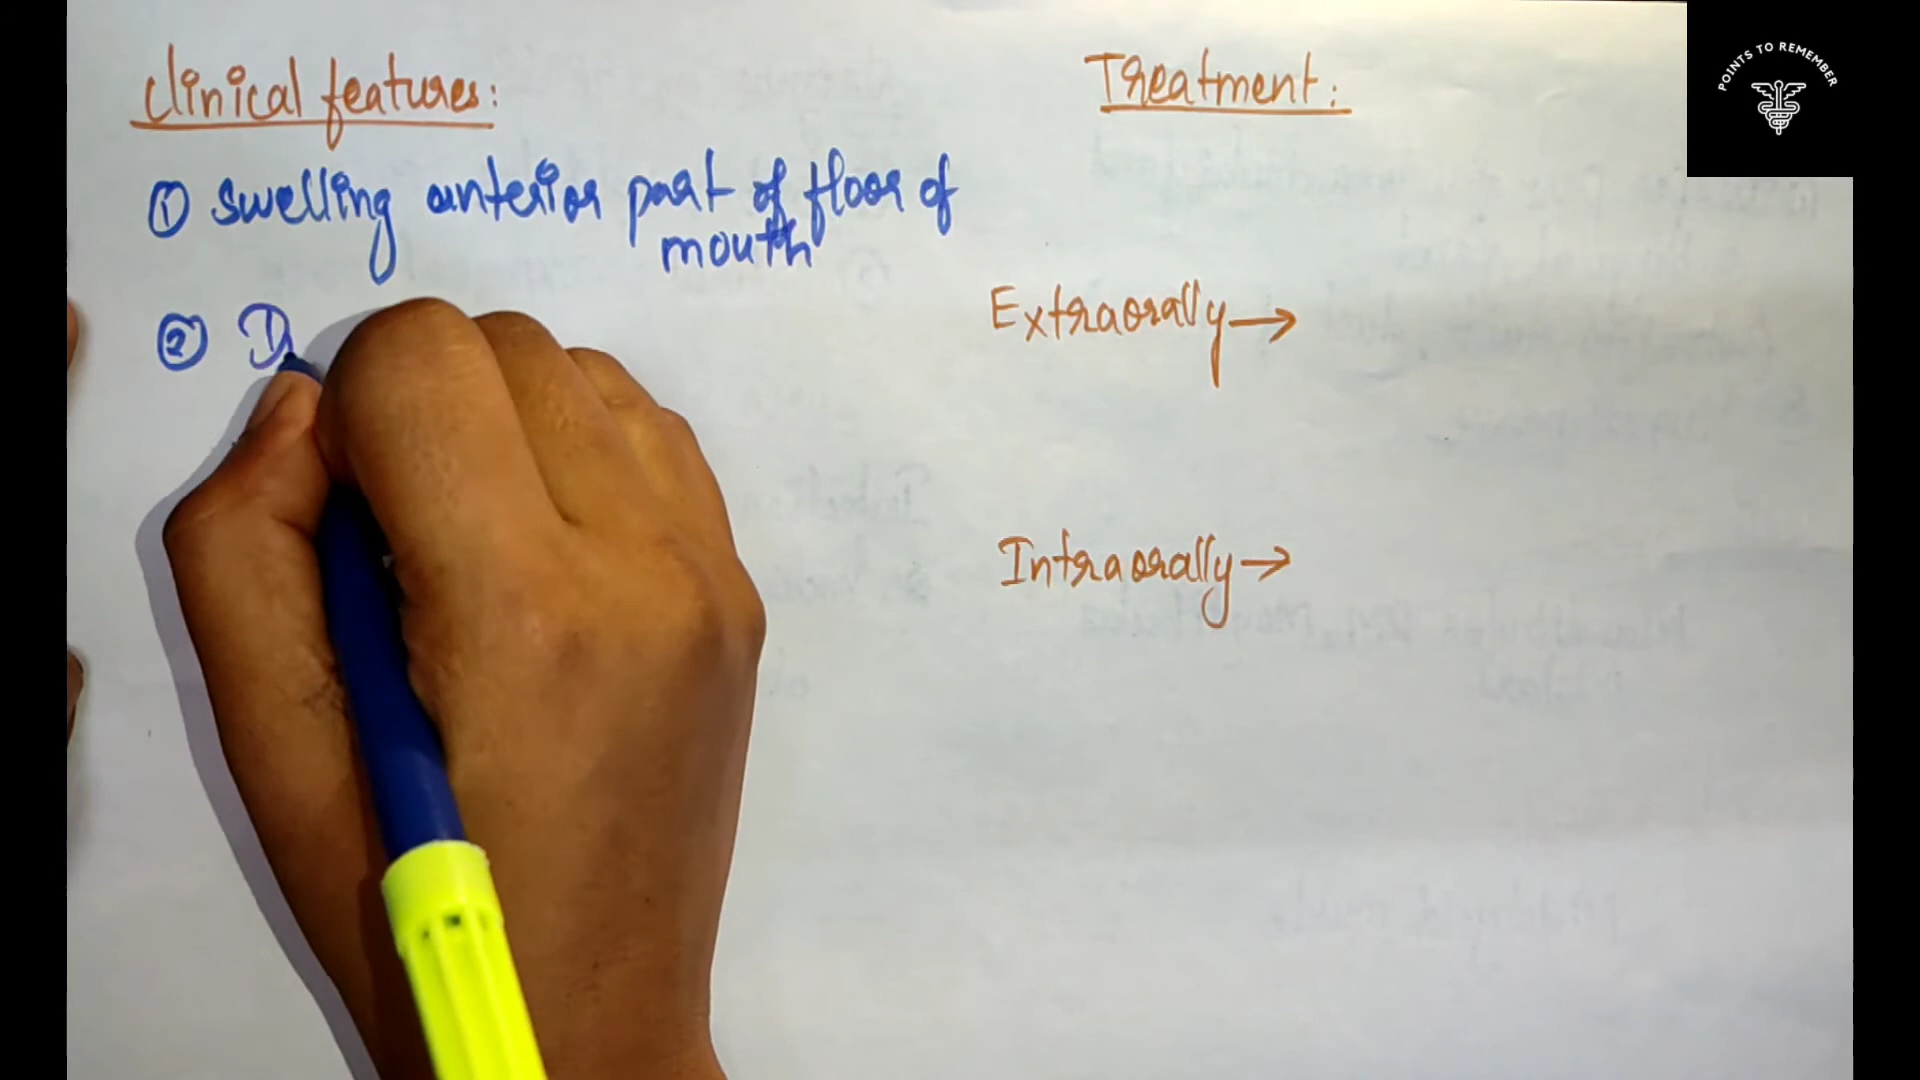 Clinical features:
① swelling anterior part of floor of
mouth
②
Treatment:
Extraorally →
Intraorally →
POINTS TO REMEMBER